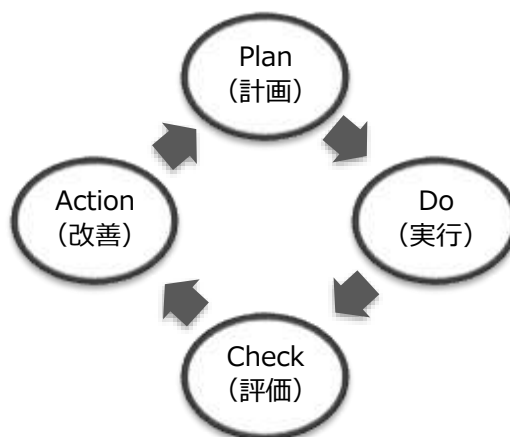 Plan
（計画）
Do
（実行）
Check
（評価）
Action
（改善）